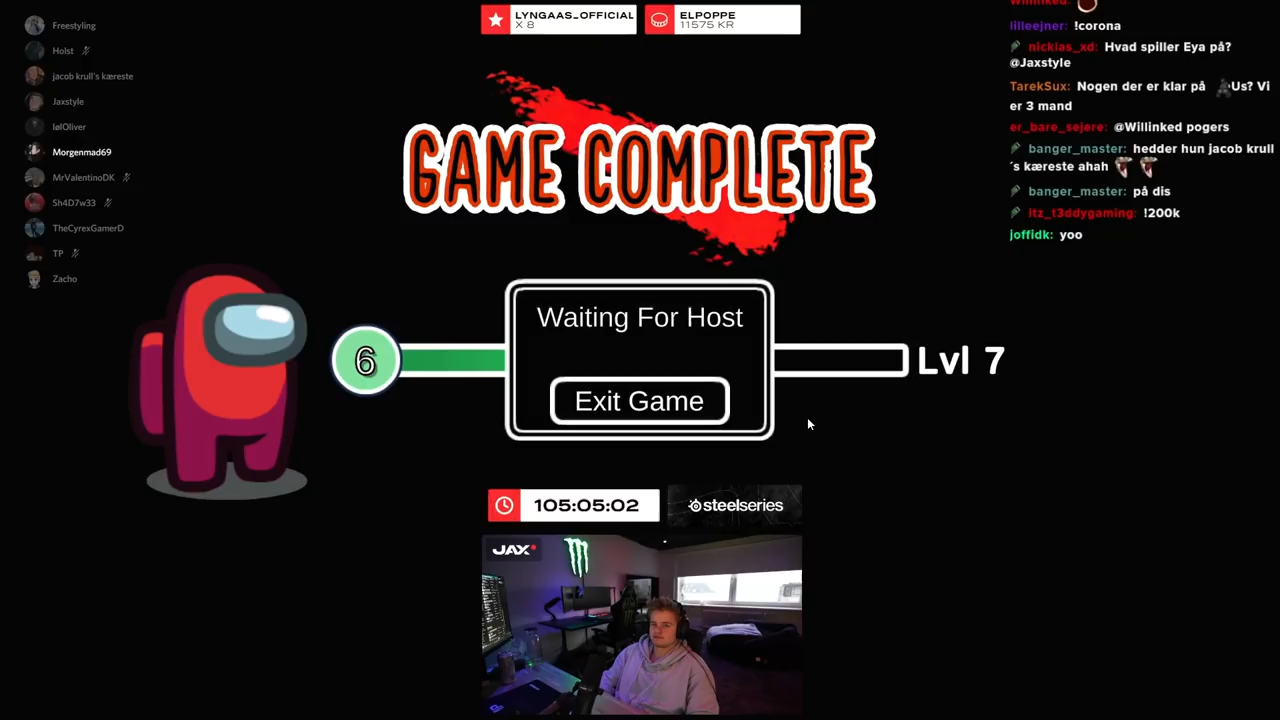 Freestyling
Holst
jacob krull's kæreste
Jaxstyle
lølOliver
Morgenmad69
MrValentinoDK
Sh4D7w33
TheCyrexGamerD
TP
Zacho
LYNGAAS_OFFICIAL
X 8
ELPOPPE
11575 KR
GAME COMPLETE
6
Waiting For Host
Exit Game
Lvl 7
105:05:02
steelseries
JAX
lilleejner: !corona
nicklas_xd: Hvad spiller Eya på?
@Jaxstyle
TarekSux: Nogen der er klar på Us? Vi
er 3 mand
er_bare_sejere: @Willinked pogers
banger_master: hedder hun jacob krull
´s kæreste ahah
banger_master: på dis
itz_t3ddygaming: !200k
joffidk: yoo